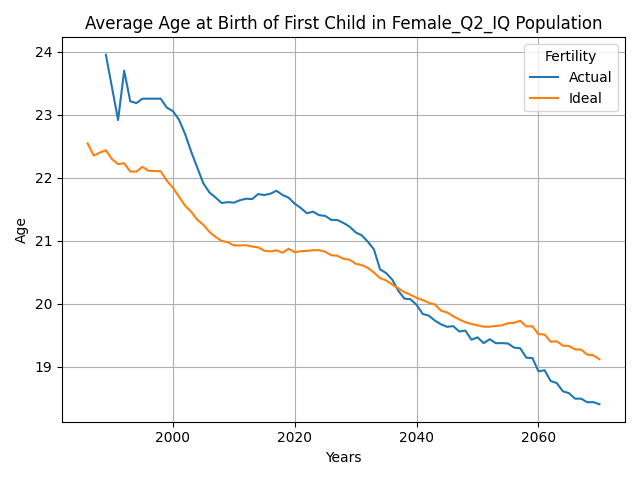 Average Age at Birth of First Child in Female_Q2_IQ Population
Fertility
Actual
Ideal
Age
24
23
22
21
20
19
2000
2020
2040
2060
Years